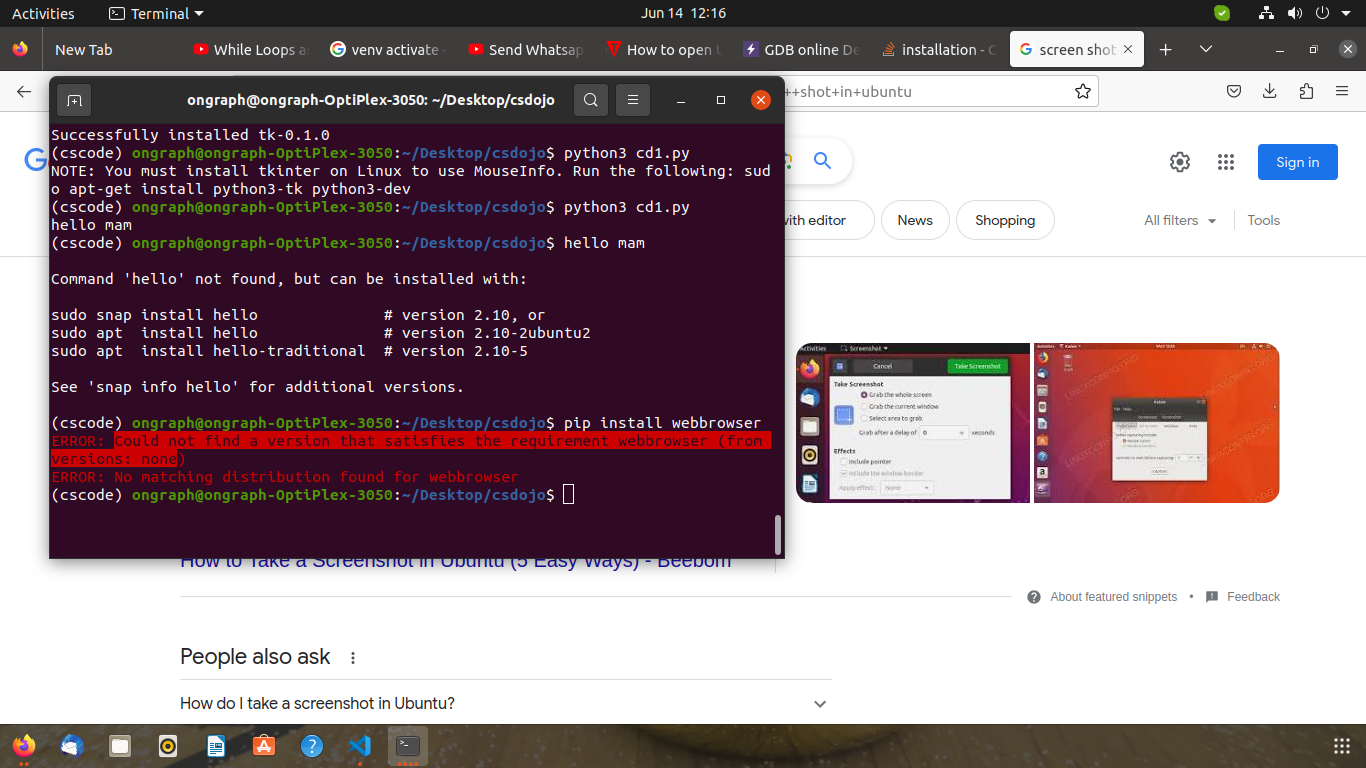 Activities
Terminal
Jun 14 12:16
New Tab
While Loops a
venv activate
Send Whatsap
How to open U
GDB online De
installation - C
screen shot
ongraph@ongraph-OptiPlex-3050: ~/Desktop/csdojo
++shot+in+ubuntu
Successfully installed tk-0.1.0
(cscode) ongraph@ongraph-OptiPlex-3050:~/Desktop/csdojo$ python3 cd1.py
NOTE: You must install tkinter on Linux to use MouseInfo. Run the following: sud
o apt-get install python3-tk python3-dev
(cscode) ongraph@ongraph-OptiPlex-3050:~/Desktop/csdojo$ python3 cd1.py
hello mam
(cscode) ongraph@ongraph-OptiPlex-3050:~/Desktop/csdojo$ hello mam
Command 'hello' not found, but can be installed with:
sudo snap install hello # version 2.10, or
sudo apt install hello # version 2.10-2ubuntu2
sudo apt install hello-traditional # version 2.10-5
See 'snap info hello' for additional versions.
(cscode) ongraph@ongraph-OptiPlex-3050:~/Desktop/csdojo$ pip install webbrowser
ERROR: Could not find a version that satisfies the requirement webbrowser (from
versions: none)
ERROR: No matching distribution found for webbrowser
(cscode) ongraph@ongraph-OptiPlex-3050:~/Desktop/csdojo$
Sign in
with editor
News
Shopping
All filters
Tools
Activities
Screenshot
Cancel
Take Screenshot
Take Screenshot
Grab the whole screen
Grab the current window
Select area to grab
Grab after a delay of 0 seconds
Effects
Include pointer
Include the window border
Apply effect: None
How to Take a Screenshot in Ubuntu (5 Easy Ways) - Beebom
About featured snippets
•
Feedback
People also ask
How do I take a screenshot in Ubuntu?